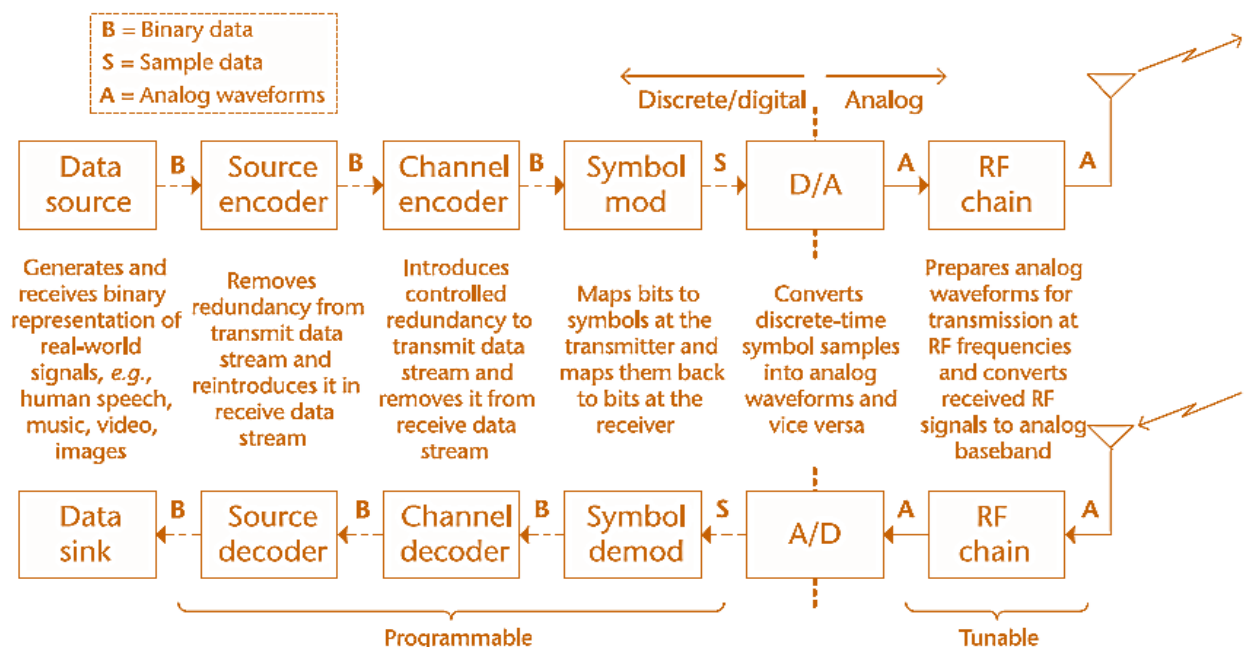 B = Binary data
S = Sample data
A = Analog waveforms
Discrete/digital
Analog
Data
source
B
Source
encoder
B
Channel
encoder
B
Symbol
mod
S
D/A
A
RF
chain
A
Generates and
receives binary
representation of
real-world
signals, e.g.,
human speech,
music, video,
images
Removes
redundancy from
transmit data
stream and
reintroduces it in
receive data
stream
Introduces
controlled
redundancy to
transmit data
stream and
removes it from
receive data
stream
Maps bits to
symbols at the
transmitter and
maps them back
to bits at the
receiver
Converts
discrete-time
symbol samples
into analog
waveforms and
vice versa
Prepares analog
waveforms for
transmission at
RF frequencies
and converts
received RF
signals to analog
baseband
Data
sink
B
Source
decoder
B
Channel
decoder
B
Symbol
demod
S
A/D
A
RF
chain
A
Programmable
Tunable